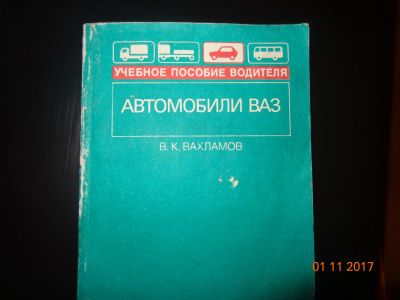 УЧЕБНОЕ ПОСОБИЕ ВОДИТЕЛЯ
АВТОМОБИЛИ ВАЗ
В. К. ВАХЛАМОВ
01 11 2017